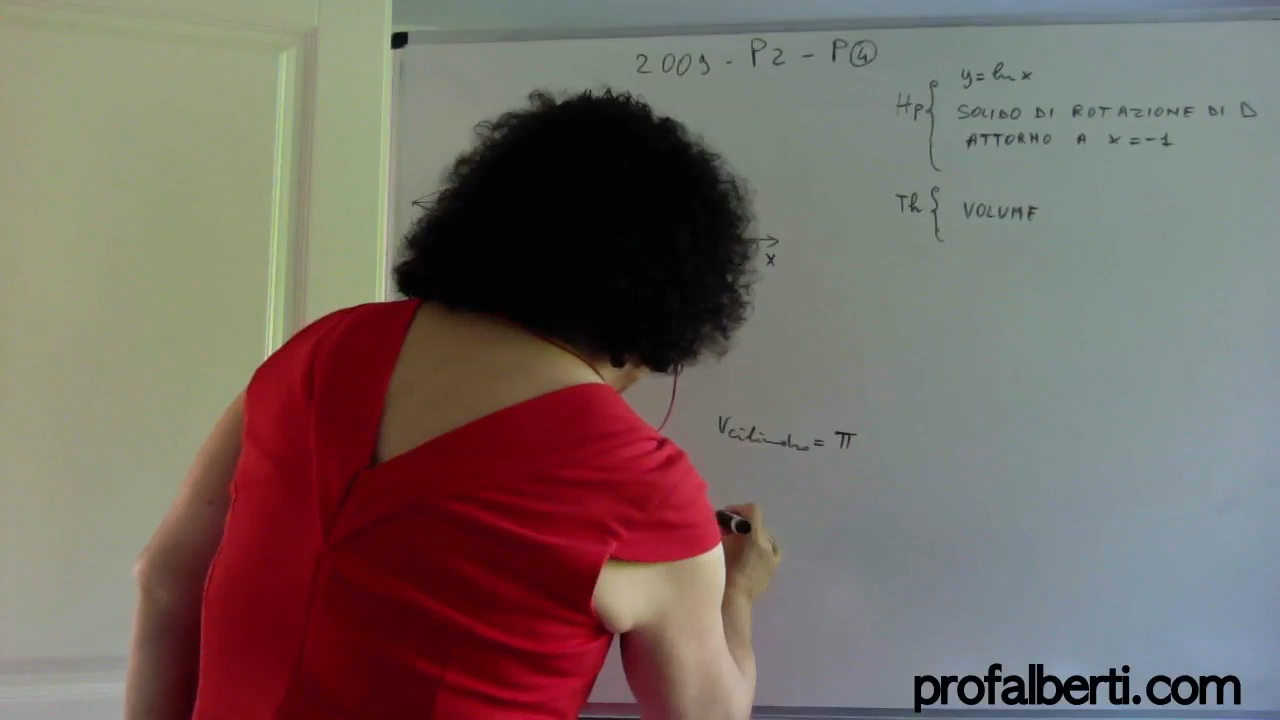 2009 - P2 - P④
Hp { y = ln x
SOLIDO DI ROTAZIONE DI D
ATTORNO A x = -1
Th { VOLUME
x
Vcilindro = π
profalberti.com